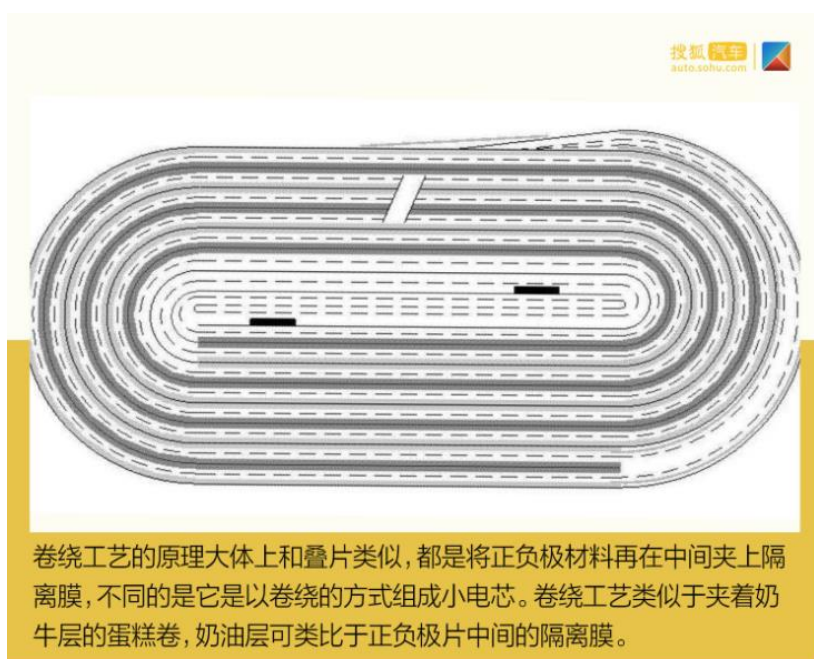 搜狐 汽车
auto.sohu.com
卷绕工艺的原理大体上和叠片类似，都是将正负极材料再在中间夹上隔
离膜，不同的是它是以卷绕的方式组成小电芯。卷绕工艺类似于夹着奶
牛层的蛋糕卷，奶油层可类比于正负极片中间的隔离膜。